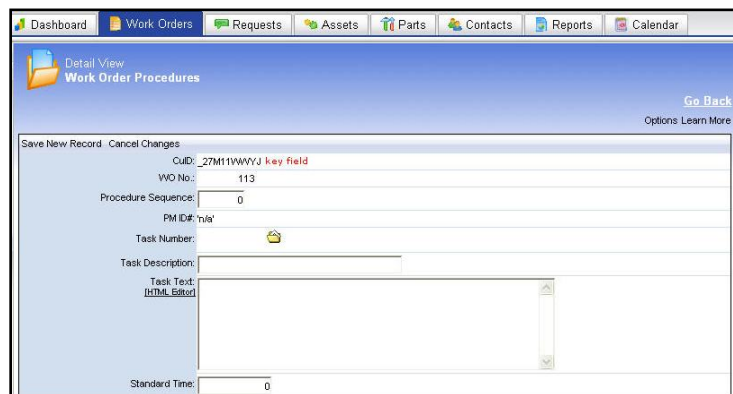 Dashboard Work Orders Requests Assets Parts Contacts Reports Calendar
Detail View
Work Order Procedures
Go Back
Options Learn More
Save New Record Cancel Changes
CuID: _27M11WWYJ key field
WO No.: 113
Procedure Sequence: 0
PM ID#: 'n/a'
Task Number:
Task Description:
Task Text:
[HTML Editor]
Standard Time: 0